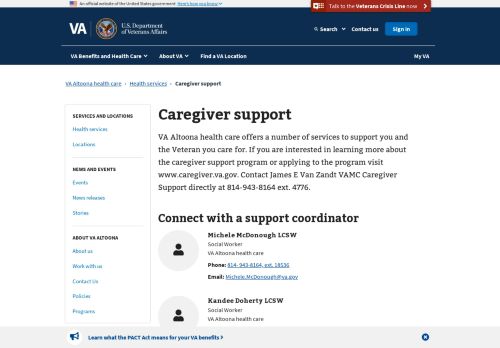 An official website of the United States government Here's how you know
Talk to the Veterans Crisis Line now
VA
U.S. Department
of Veterans Affairs
Search
Contact us
Sign in
VA Benefits and Health Care
About VA
Find a VA Location
My VA
VA Altoona health care › Health services › Caregiver support
SERVICES AND LOCATIONS
Health services
Locations
NEWS AND EVENTS
Events
News releases
Stories
ABOUT VA ALTOONA
About us
Work with us
Contact Us
Policies
Programs
Caregiver support
VA Altoona health care offers a number of services to support you and
the Veteran you care for. If you are interested in learning more about
the caregiver support program or applying to the program visit
www.caregiver.va.gov. Contact James E Van Zandt VAMC Caregiver
Support directly at 814-943-8164 ext. 4776.
Connect with a support coordinator
Michele McDonough LCSW
Social Worker
VA Altoona health care
Phone: 814- 943-8164, ext. 18536
Email: Michele.McDonough@va.gov
Kandee Doherty LCSW
Social Worker
VA Altoona health care
Learn what the PACT Act means for your VA benefits